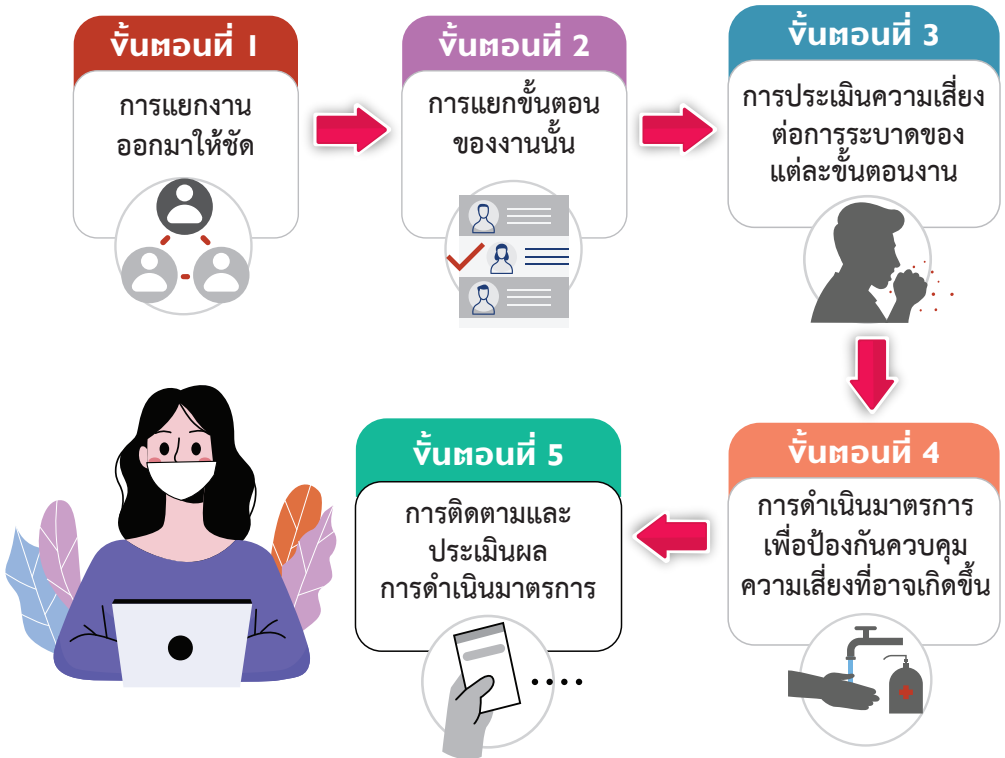 ขั้นตอนที่ 1
การแยกงาน
ออกมาให้ชัด
ขั้นตอนที่ 2
การแยกขั้นตอน
ของงานนั้น
ขั้นตอนที่ 3
การประเมินความเสี่ยง
ต่อการระบาดของ
แต่ละขั้นตอนงาน
ขั้นตอนที่ 4
การดำเนินมาตรการ
เพื่อป้องกันควบคุม
ความเสี่ยงที่อาจเกิดขึ้น
ขั้นตอนที่ 5
การติดตามและ
ประเมินผล
การดำเนินมาตรการ